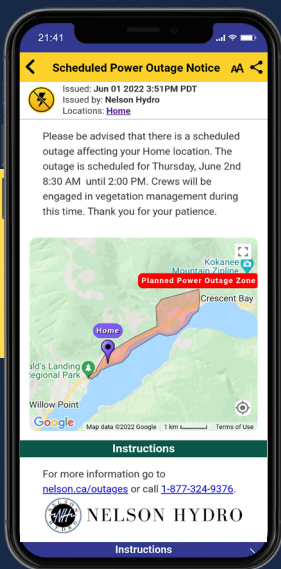 21:41
Scheduled Power Outage Notice AA
Issued: Jun 01 2022 3:51PM PDT
Issued by: Nelson Hydro
Locations: Home
Please be advised that there is a scheduled
outage affecting your Home location. The
outage is scheduled for Thursday, June 2nd
8:30 AM until 2:00 PM. Crews will be
engaged in vegetation management during
this time. Thank you for your patience.
Kokanee
Mountain Zipline
Planned Power Outage Zone
Crescent Bay
Home
ald's Landing
egional Park
Willow Point
Google Map data ©2022 Google 1 km Terms of Use
Instructions
For more information go to
nelson.ca/outages or call 1-877-324-9376.
NH NELSON HYDRO
Instructions